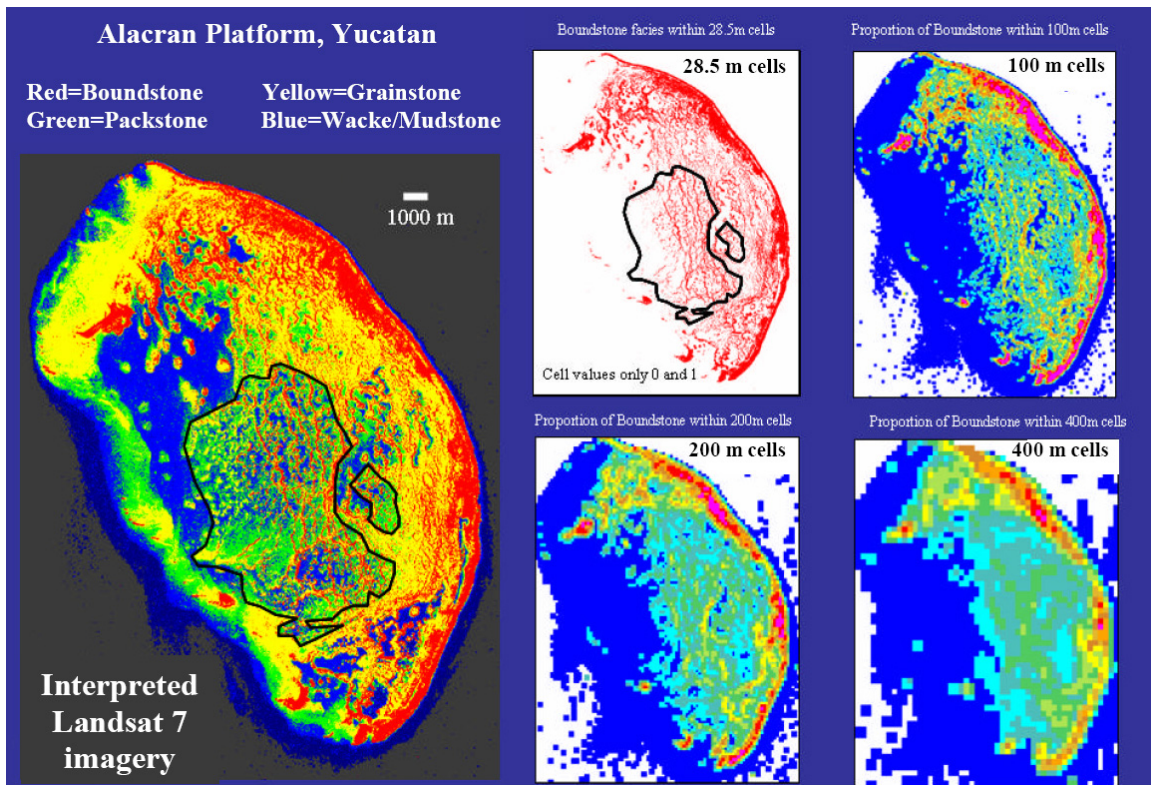 Alacran Platform, Yucatan
Red=Boundstone Yellow=Grainstone
Green=Packstone Blue=Wacke/Mudstone
1000 m
Interpreted
Landsat 7
imagery
Boundstone facies within 28.5m cells
28.5 m cells
Cell values only 0 and 1
Proportion of Boundstone within 100m cells
100 m cells
Proportion of Boundstone within 200m cells
200 m cells
Proportion of Boundstone within 400m cells
400 m cells